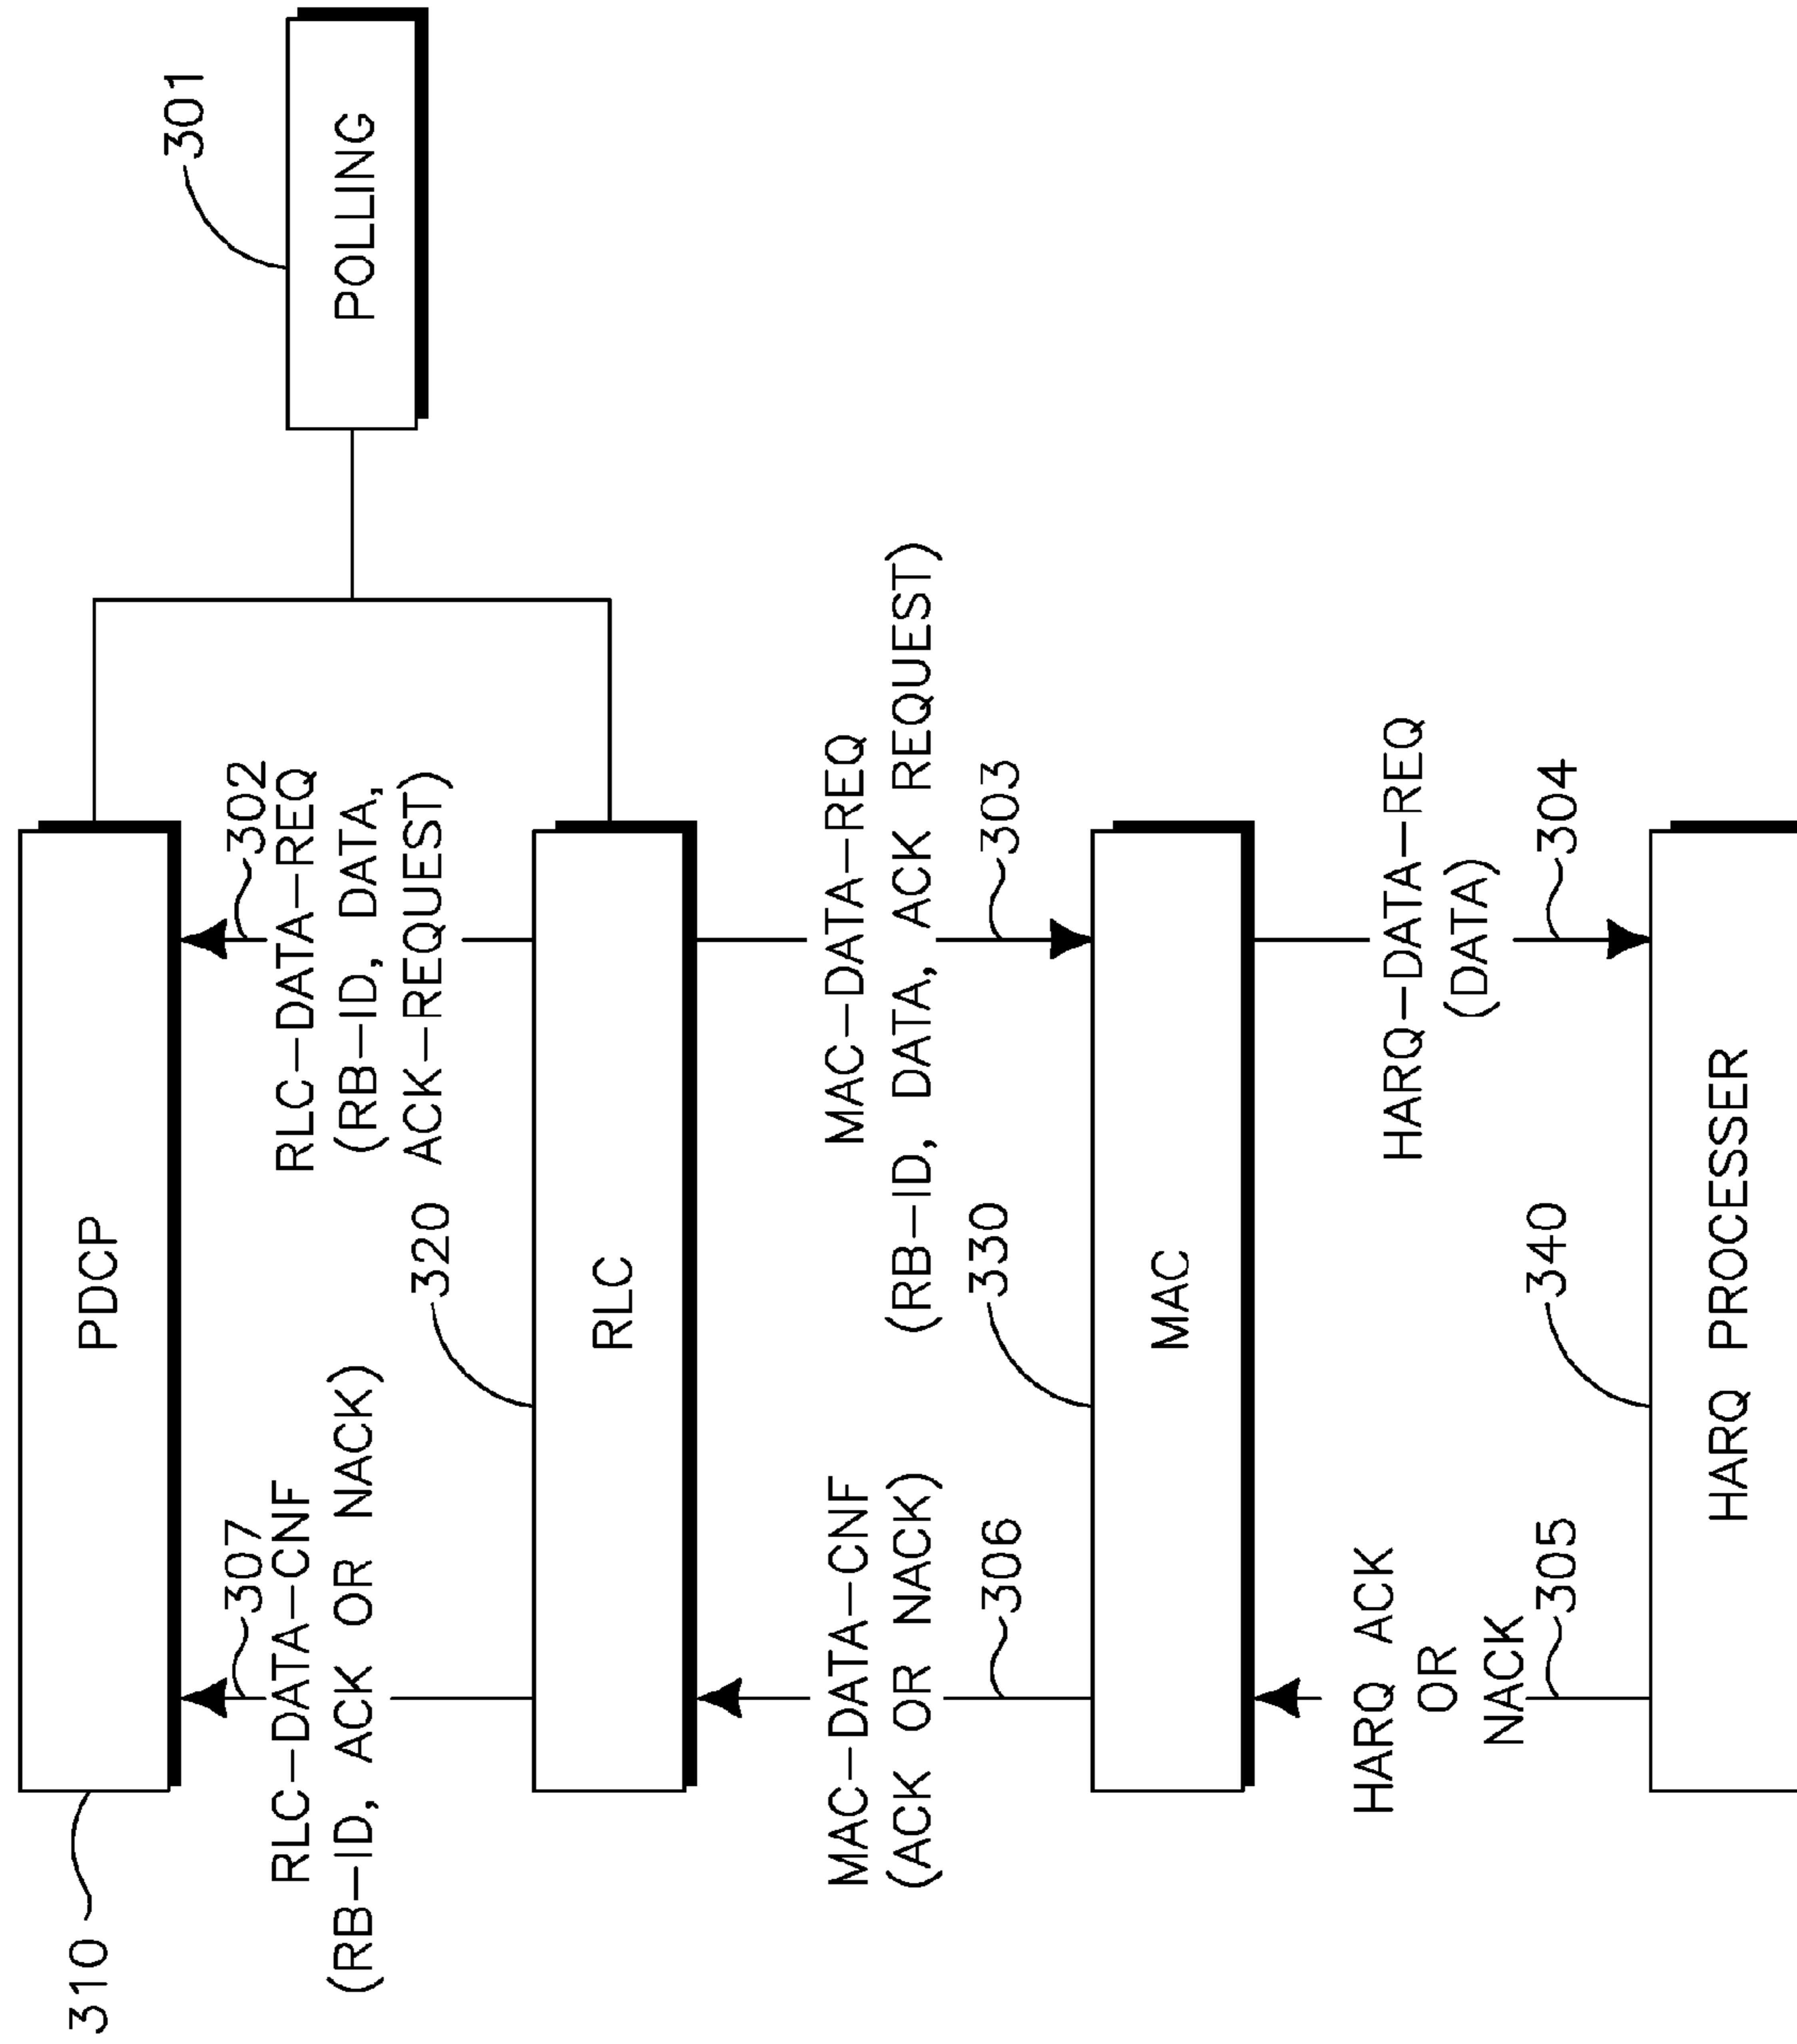 301
POLLING
310
PDCP
307
RLC-DATA-CNF
(RB-ID, ACK OR NACK)
302
RLC-DATA-REQ
(RB-ID, DATA,
ACK-REQUEST)
320
RLC
MAC-DATA-CNF
(ACK OR NACK)
306
MAC-DATA-REQ
(RB-ID, DATA, ACK REQUEST)
303
330
MAC
HARQ ACK
OR
NACK
305
HARQ-DATA-REQ
(DATA)
304
340
HARQ PROCESSER